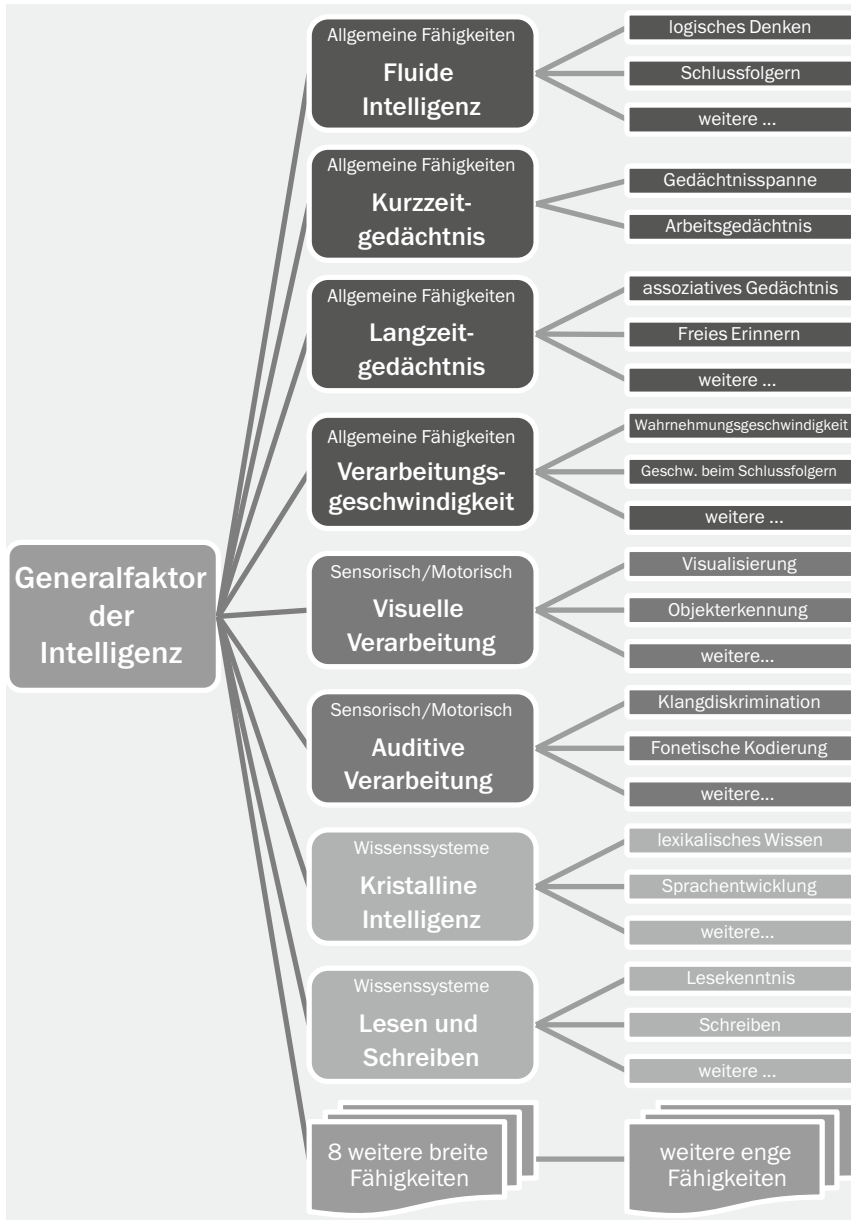 Generalfaktor
der
Intelligenz
Allgemeine Fähigkeiten
Fluide
Intelligenz
logisches Denken
Schlussfolgern
weitere ...
Allgemeine Fähigkeiten
Kurzzeit-
gedächtnis
Gedächtnisspanne
Arbeitsgedächtnis
Allgemeine Fähigkeiten
Langzeit-
gedächtnis
assoziatives Gedächtnis
Freies Erinnern
weitere ...
Allgemeine Fähigkeiten
Verarbeitungs-
geschwindigkeit
Wahrnehmungsgeschwindigkeit
Geschw. beim Schlussfolgern
weitere ...
Sensorisch/Motorisch
Visuelle
Verarbeitung
Visualisierung
Objekterkennung
weitere...
Sensorisch/Motorisch
Auditive
Verarbeitung
Klangdiskrimination
Fonetische Kodierung
weitere...
Wissenssysteme
Kristalline
Intelligenz
lexikalisches Wissen
Sprachentwicklung
weitere...
Wissenssysteme
Lesen und
Schreiben
Lesekenntnis
Schreiben
weitere ...
8 weitere breite
Fähigkeiten
weitere enge
Fähigkeiten